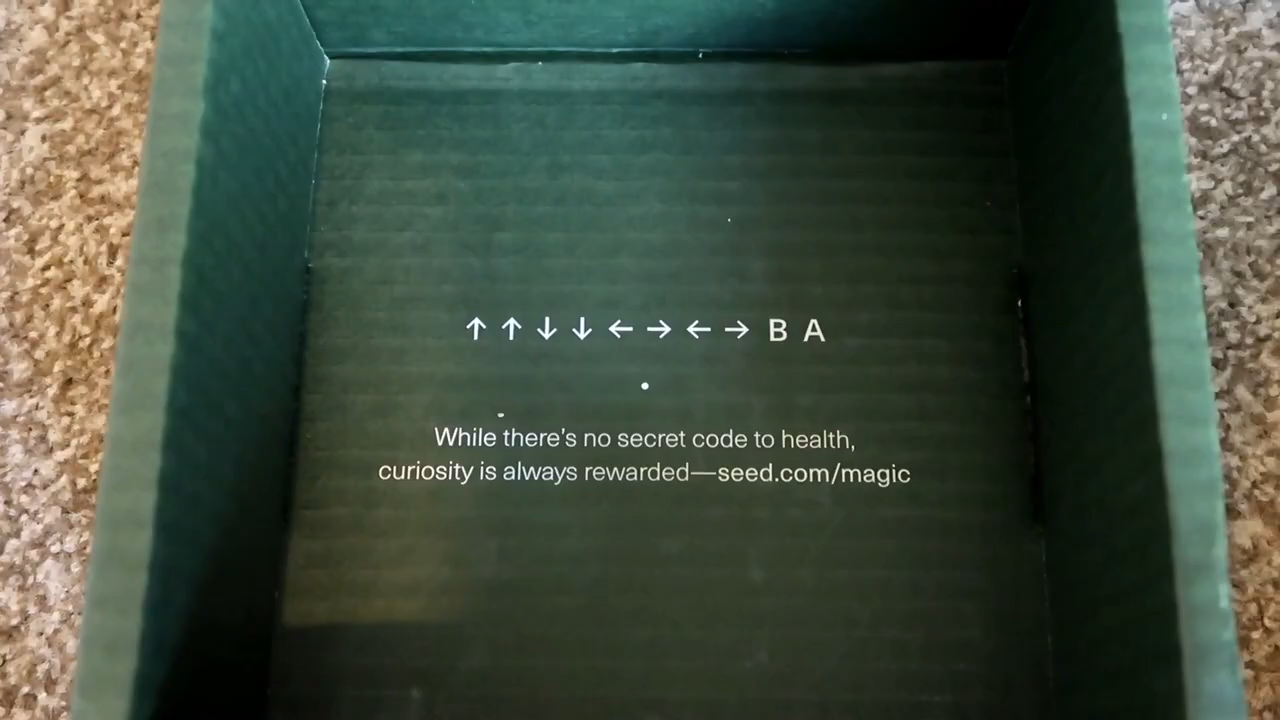 ↑ ↑ ↓ ↓ ← → ← → B A
While there's no secret code to health,
curiosity is always rewarded—seed.com/magic